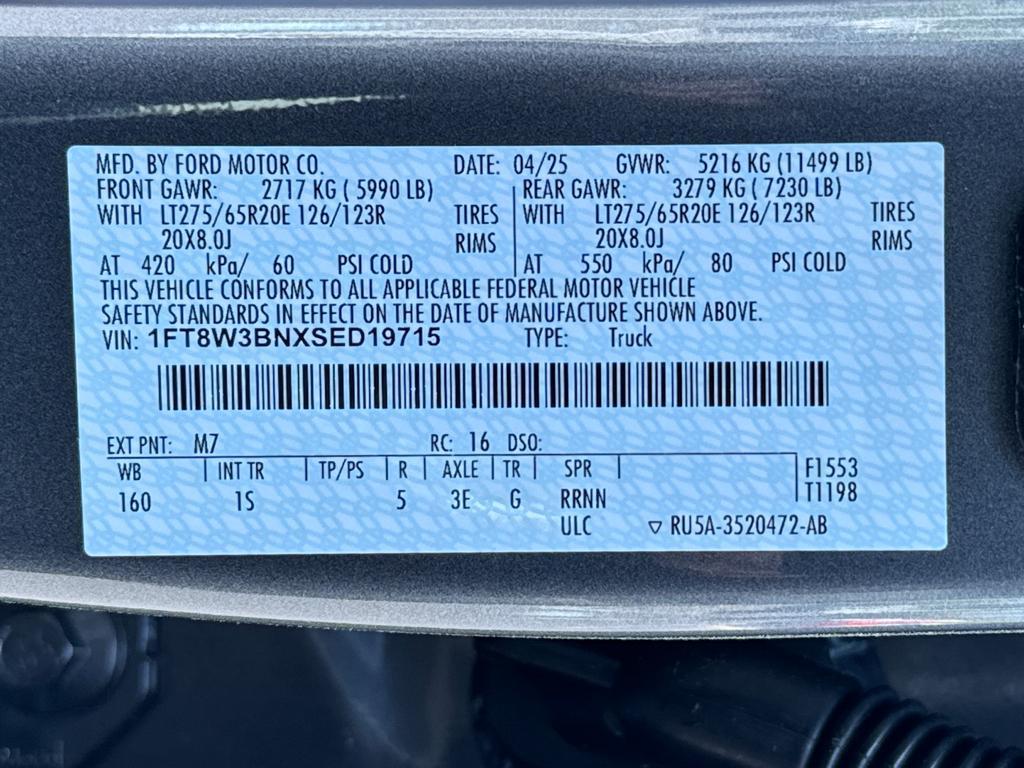 MFD. BY FORD MOTOR CO. DATE: 04/25 GVWR: 5216 KG (11499 LB)
FRONT GAWR: 2717 KG ( 5990 LB) REAR GAWR: 3279 KG ( 7230 LB)
WITH LT275/65R20E 126/123R TIRES WITH LT275/65R20E 126/123R TIRES
20X8.0J RIMS 20X8.0J RIMS
AT 420 kPa/ 60 PSI COLD AT 550 kPa/ 80 PSI COLD
THIS VEHICLE CONFORMS TO ALL APPLICABLE FEDERAL MOTOR VEHICLE
SAFETY STANDARDS IN EFFECT ON THE DATE OF MANUFACTURE SHOWN ABOVE.
VIN: 1FT8W3BNXSED19715 TYPE: Truck
EXT PNT: M7 RC: 16 DSO:
WB INT TR TP/PS R AXLE TR SPR F1553
160 1S 5 3E G RRNN T1198
ULC ▽ RU5A-3520472-AB